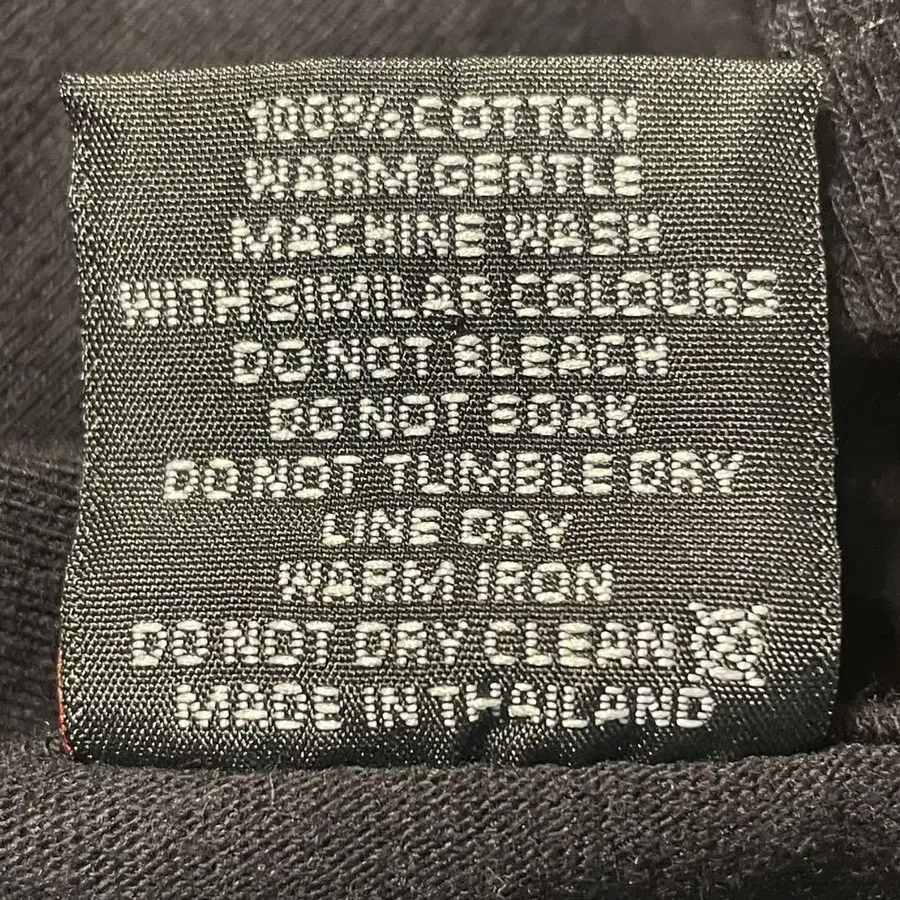 100% COTTON
WARM GENTLE
MACHINE WASH
WITH SIMILAR COLOURS
DO NOT BLEACH
DO NOT SOAK
DO NOT TUMBLE DRY
LINE DRY
WARM IRON
DO NOT DRY CLEAN
MADE IN THAILAND